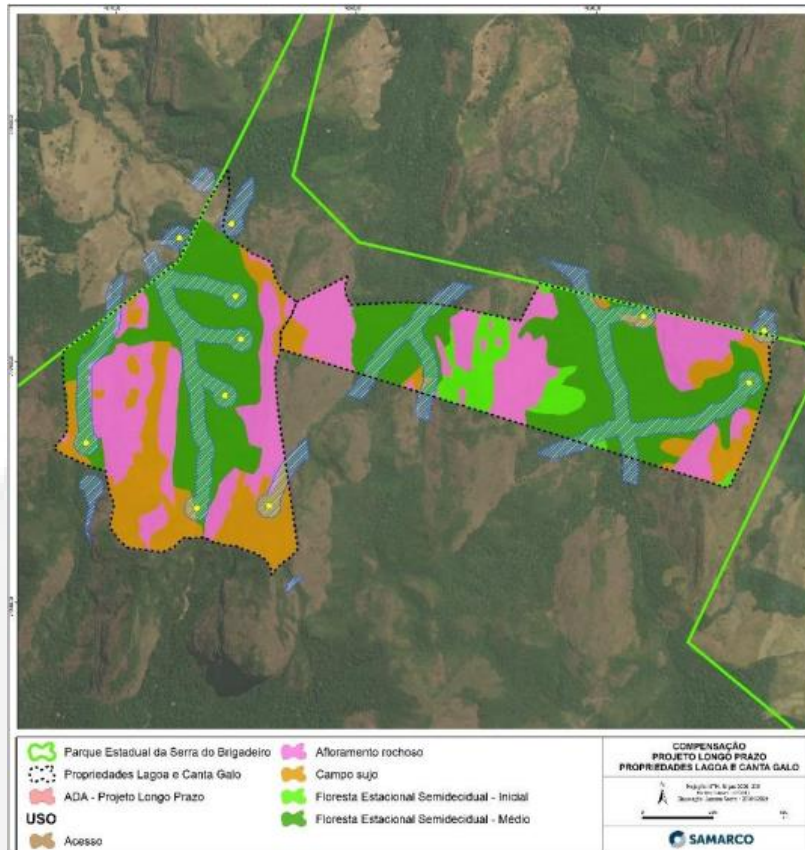 Parque Estadual da Serra do Brigadeiro
Propriedades Lagoa e Canta Galo
ADA - Projeto Longo Prazo
USO
Acesso
Afloramento rochoso
Campo sujo
Floresta Estacional Semidecidual - Inicial
Floresta Estacional Semidecidual - Médio
COMPENSAÇÃO
PROJETO LONGO PRAZO
PROPRIEDADES LAGOA E CANTA GALO
N
SAMARCO